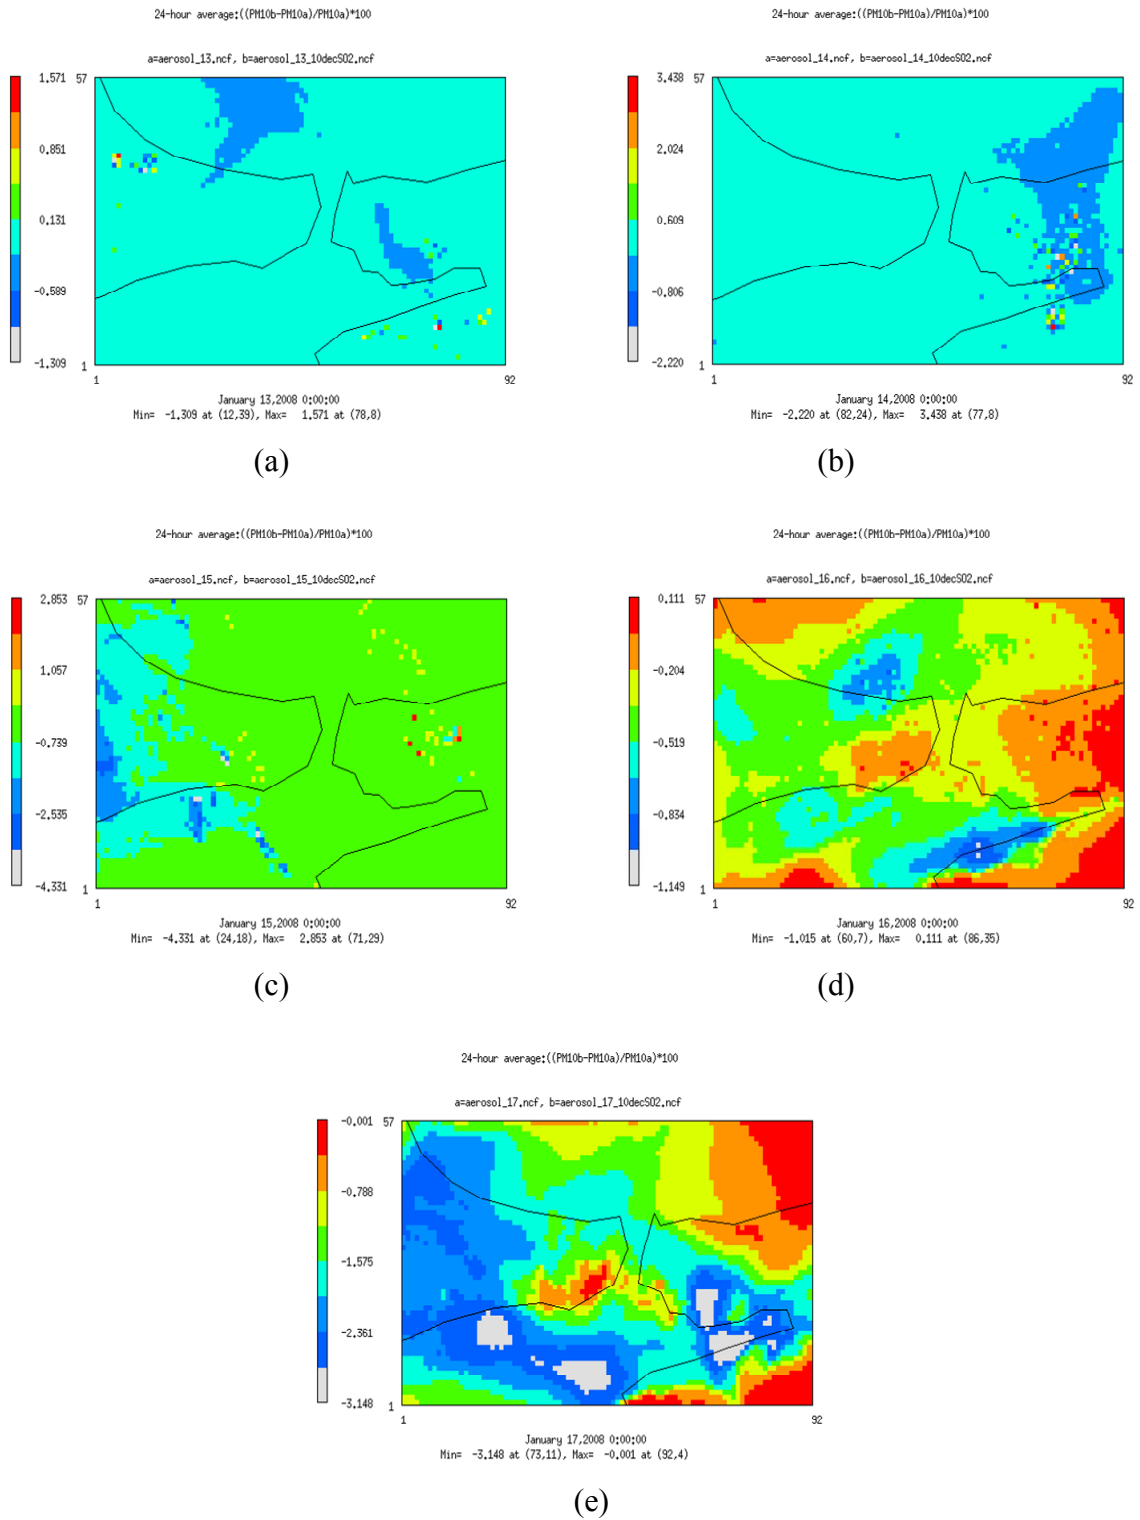 24-hour average:((PM10b-PM10a)/PM10a)*100
a=aerosol_13.ncf, b=aerosol_13_10decSO2.ncf
1.571
0.851
0.131
-0.589
-1.309
57
1
1
92
January 13,2008 0:00:00
Min= -1.309 at (12,39), Max= 1.571 at (78,8)
(a)
24-hour average:((PM10b-PM10a)/PM10a)*100
a=aerosol_14.ncf, b=aerosol_14_10decSO2.ncf
3.438
2.024
0.609
-0.806
-2.220
57
1
1
92
January 14,2008 0:00:00
Min= -2.220 at (82,24), Max= 3.438 at (77,8)
(b)
24-hour average:((PM10b-PM10a)/PM10a)*100
a=aerosol_15.ncf, b=aerosol_15_10decSO2.ncf
2.853
1.057
-0.739
-2.535
-4.331
57
1
1
92
January 15,2008 0:00:00
Min= -4.331 at (24,18), Max= 2.853 at (71,29)
(c)
24-hour average:((PM10b-PM10a)/PM10a)*100
a=aerosol_16.ncf, b=aerosol_16_10decSO2.ncf
0.111
-0.204
-0.519
-0.834
-1.149
57
1
1
92
January 16,2008 0:00:00
Min= -1.015 at (60,7), Max= 0.111 at (86,35)
(d)
24-hour average:((PM10b-PM10a)/PM10a)*100
a=aerosol_17.ncf, b=aerosol_17_10decSO2.ncf
-0.001
-0.788
-1.575
-2.361
-3.148
57
1
1
92
January 17,2008 0:00:00
Min= -3.148 at (73,11), Max= -0.001 at (92,4)
(e)